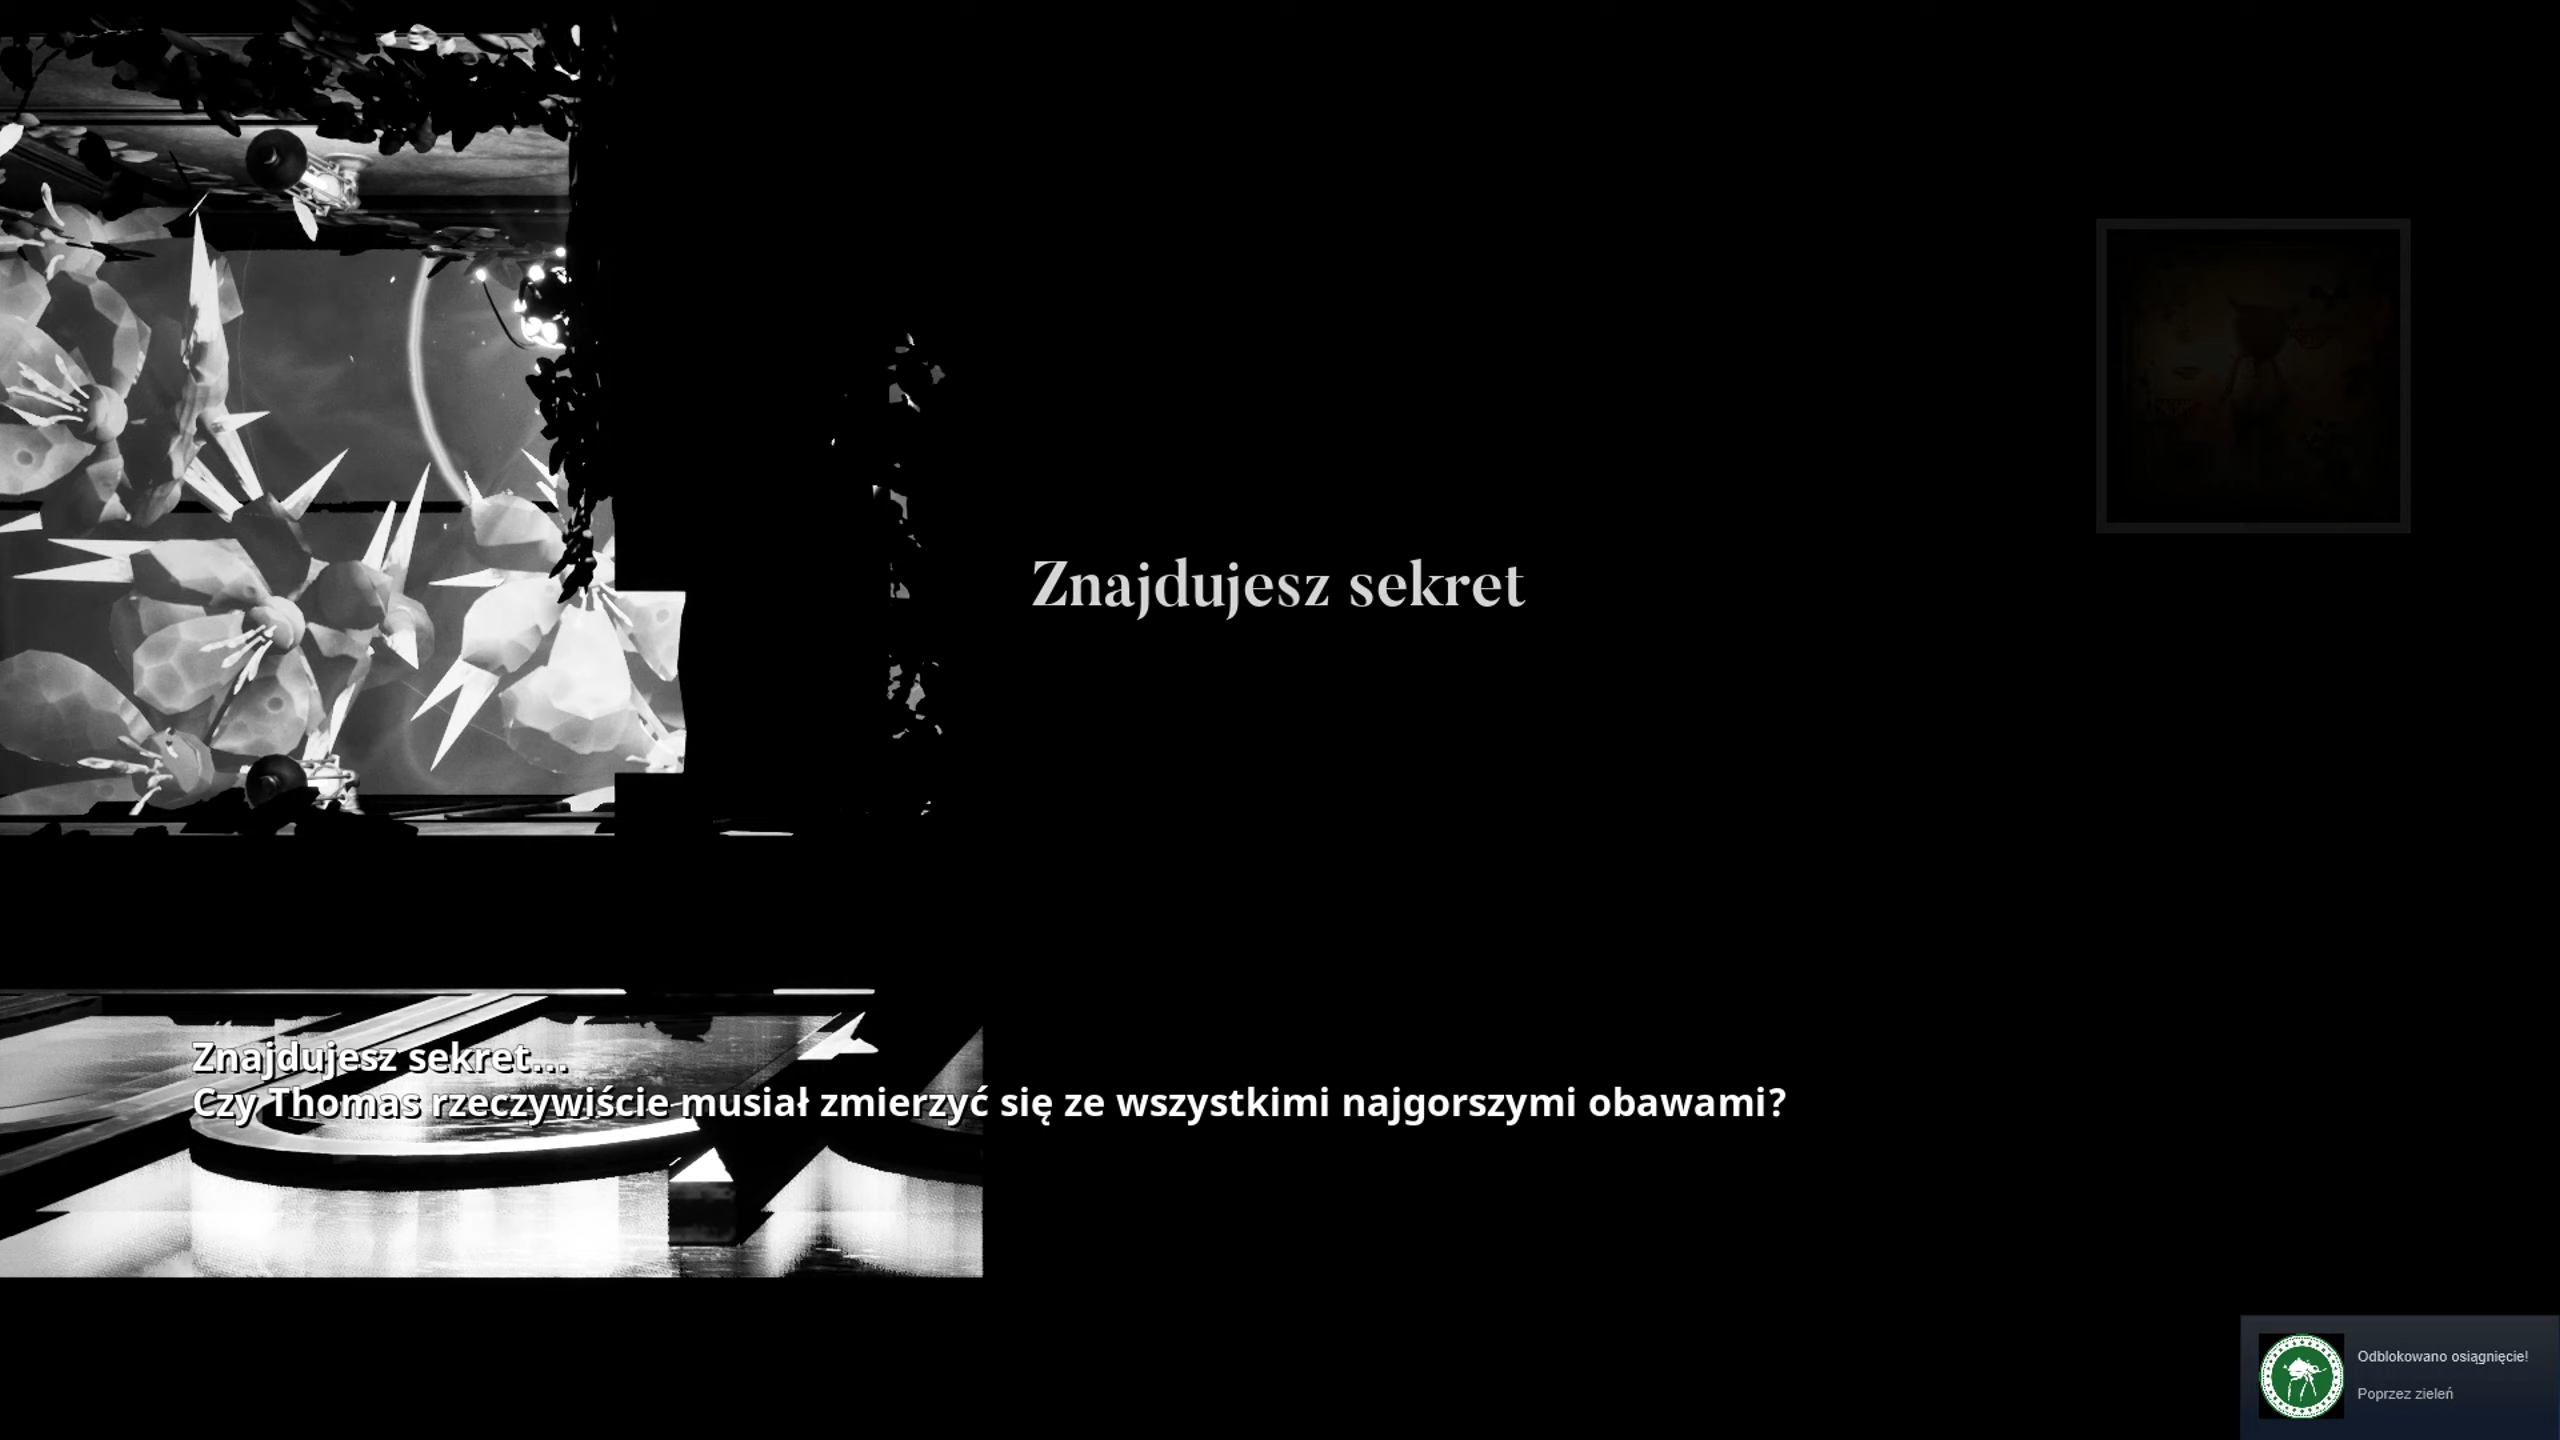 Znajdujesz sekret
Znajdujesz sekret...
Czy Thomas rzeczywiście musiał zmierzyć się ze wszystkimi najgorszymi obawami?
Odblokowano osiągnięcie!
Poprzez zieleń